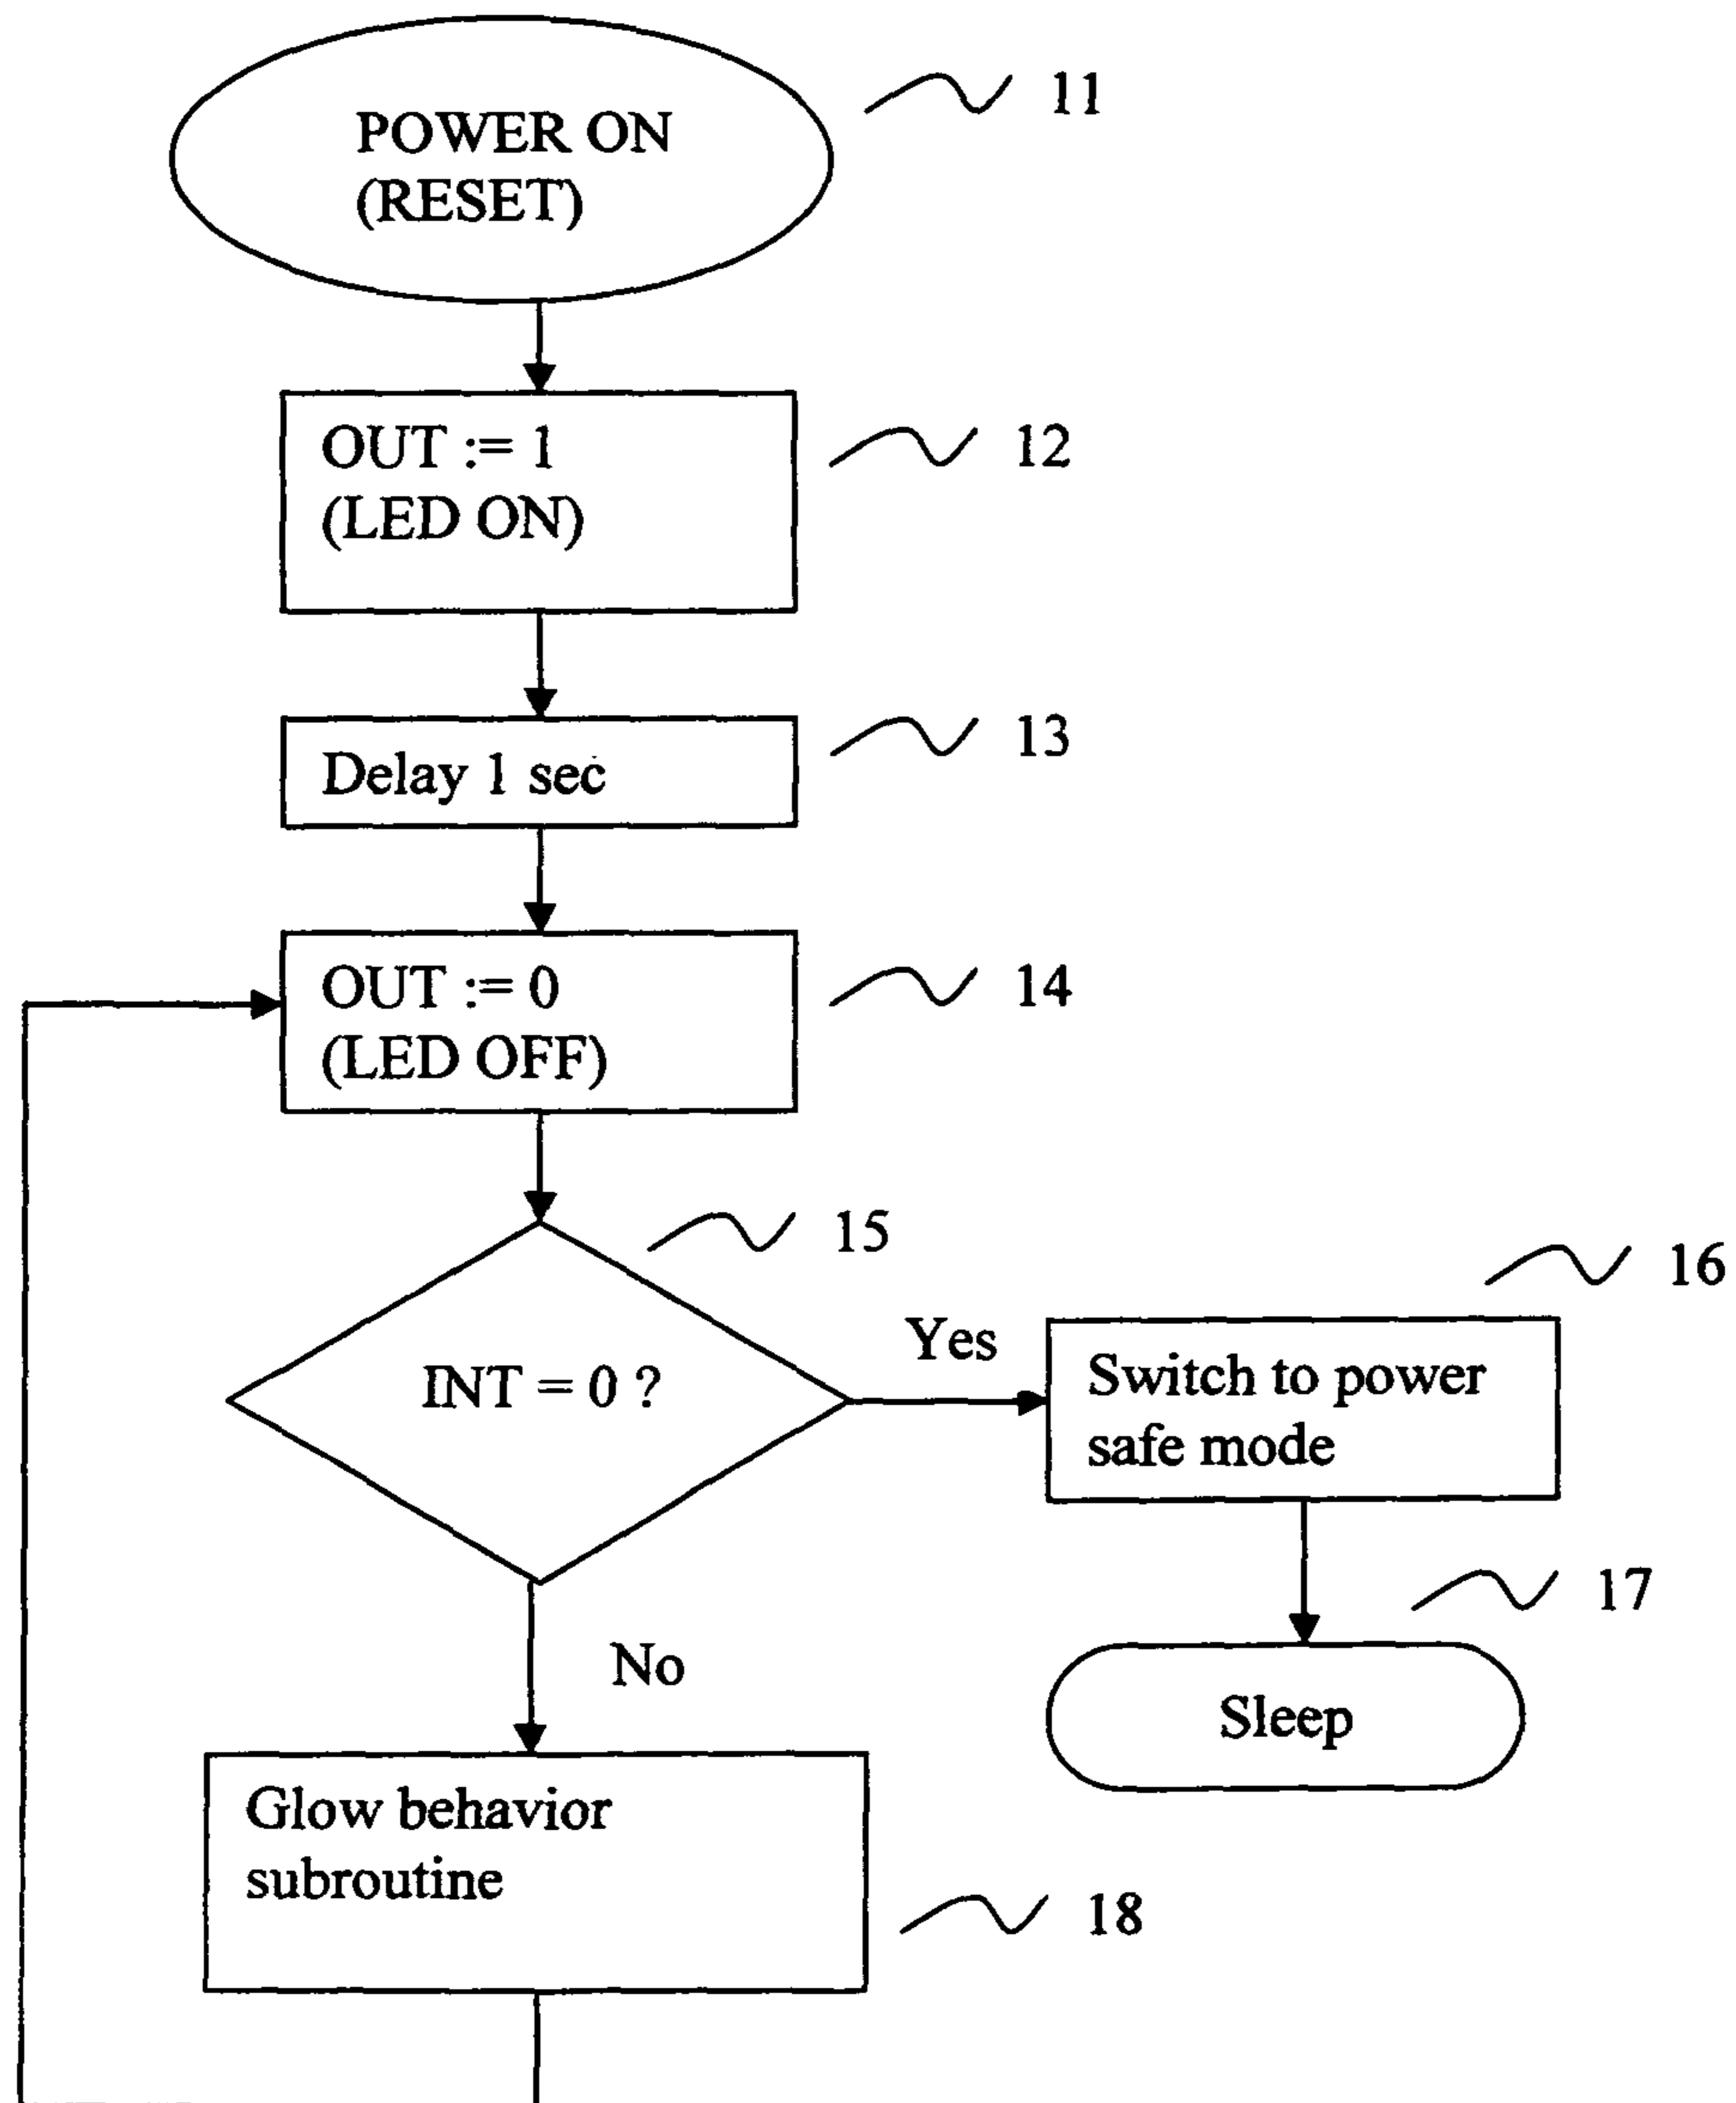 POWER ON
(RESET)
11
OUT := 1
(LED ON)
12
Delay 1 sec
13
OUT := 0
(LED OFF)
14
15
INT = 0 ?
Yes
16
Switch to power
safe mode
No
17
Sleep
Glow behavior
subroutine
18